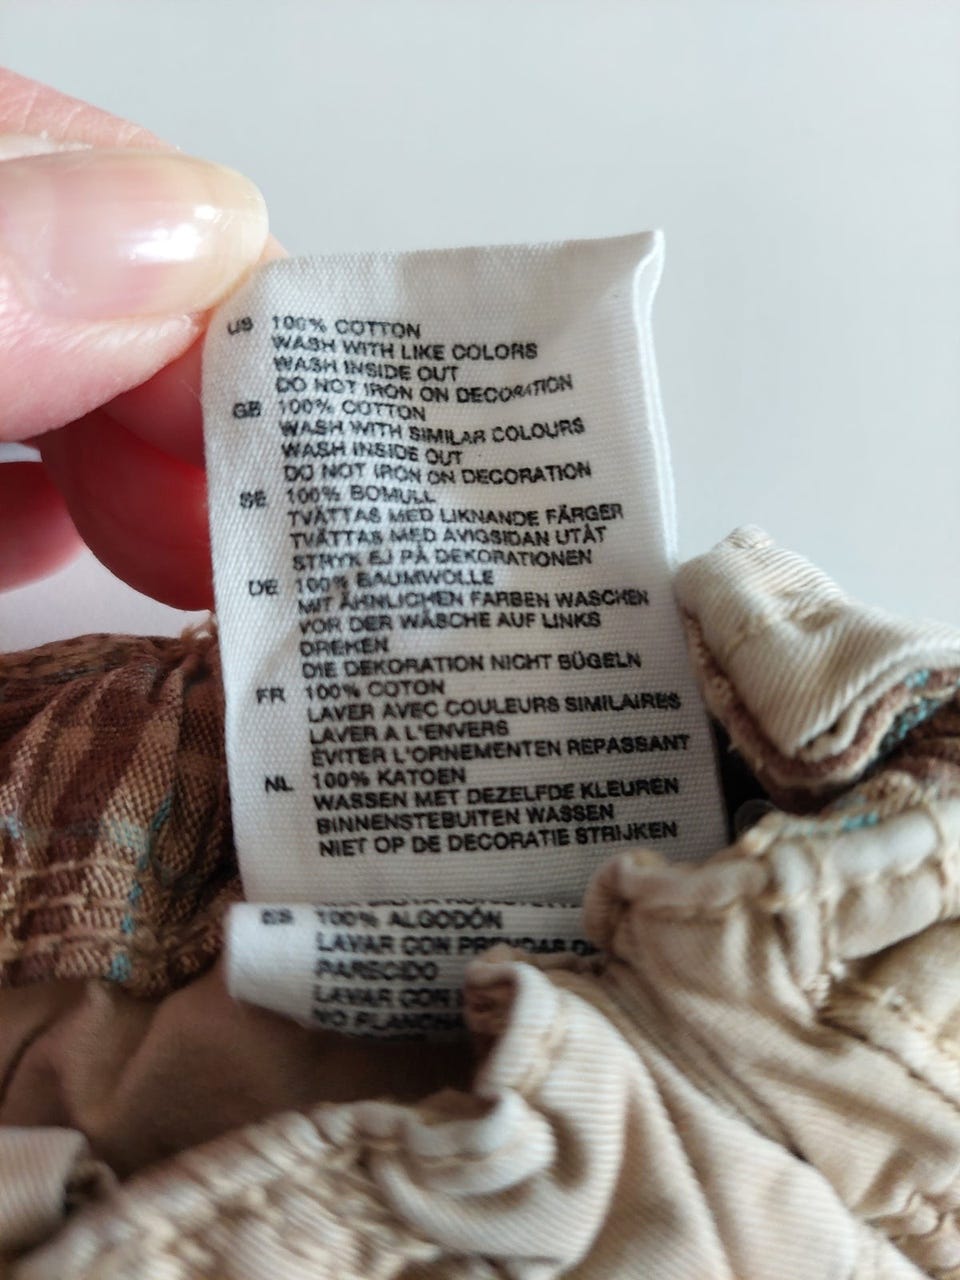 US 100% COTTON
WASH WITH LIKE COLORS
WASH INSIDE OUT
DO NOT IRON ON DECORATION
GB 100% COTTON
WASH WITH SIMILAR COLOURS
WASH INSIDE OUT
DO NOT IRON ON DECORATION
SE 100% BOMULL
TVÄTTAS MED LIKNANDE FÄRGER
TVÄTTAS MED AVIGSIDAN UTÅT
STRYK EJ PÅ DEKORATIONEN
DE 100% BAUMWOLLE
MIT ÄHNLICHEN FARBEN WASCHEN
VOR DER WÄSCHE AUF LINKS
DREHEN
DIE DEKORATION NICHT BÜGELN
FR 100% COTON
LAVER AVEC COULEURS SIMILAIRES
LAVER A L'ENVERS
EVITER L'ORNEMENTEN REPASSANT
NL 100% KATOEN
WASSEN MET DEZELFDE KLEUREN
BINNENSTEBUITEN WASSEN
NIET OP DE DECORATIE STRIJKEN
ES 100% ALGODÓN
LAVAR CON
PARECIDO
LAVAR CON
NO